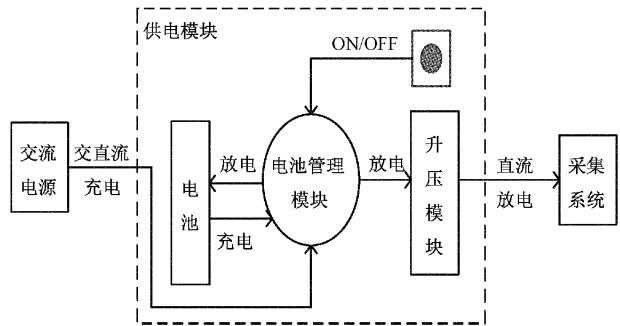 供电模块
ON/OFF
交流
电源
交直流
充电
电
池
放电
充电
电池管理
模块
放电
升
压
模
块
直流
放电
采集
系统